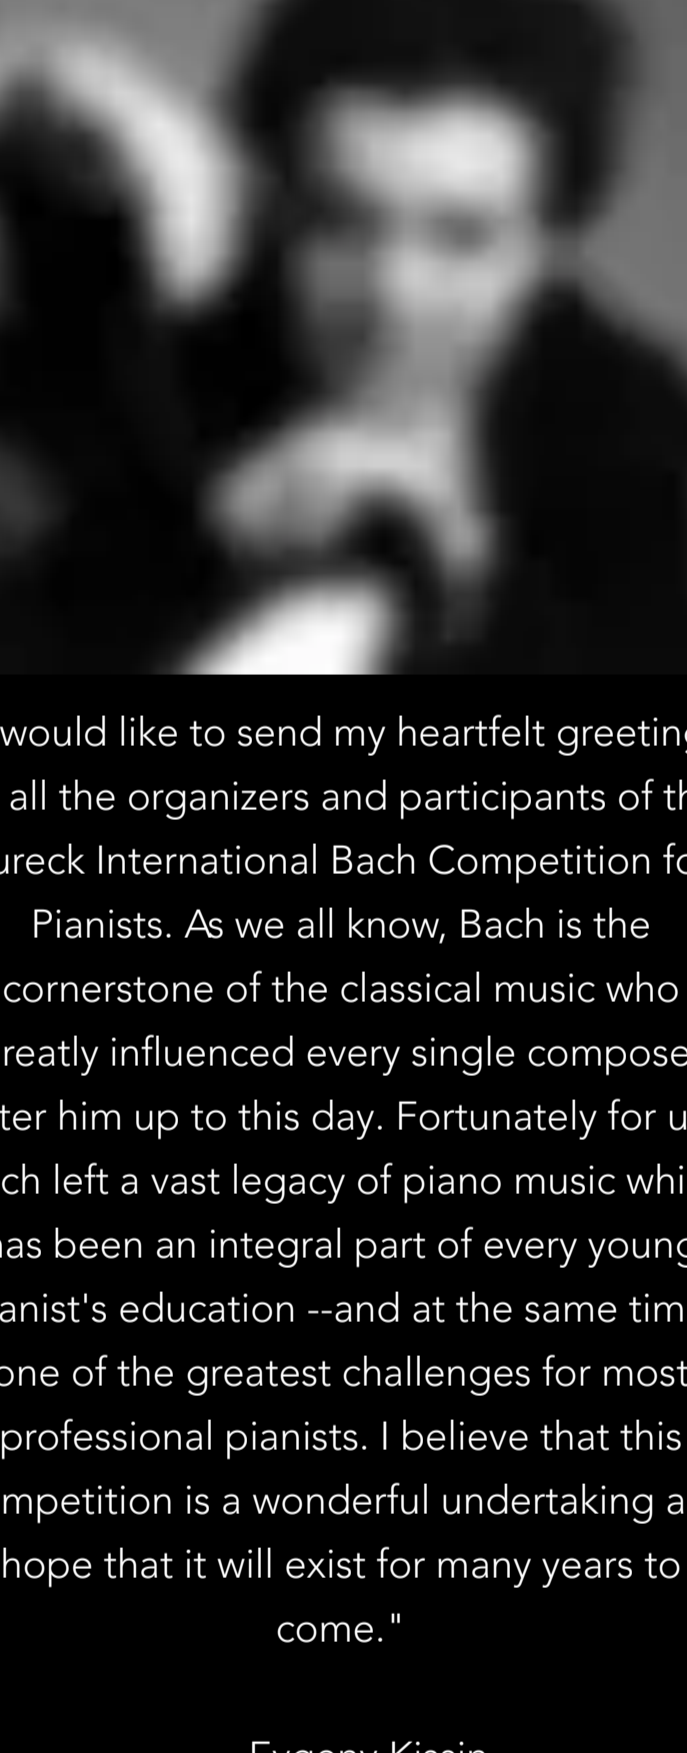 would like to send my heartfelt greeting
all the organizers and participants of th
ureck International Bach Competition fo
Pianists. As we all know, Bach is the
cornerstone of the classical music who
reatly influenced every single compose
ter him up to this day. Fortunately for u
ch left a vast legacy of piano music whi
has been an integral part of every young
anist's education --and at the same tim
one of the greatest challenges for most
professional pianists. I believe that this
mpetition is a wonderful undertaking a
hope that it will exist for many years to
come."
Evgeny Kissin